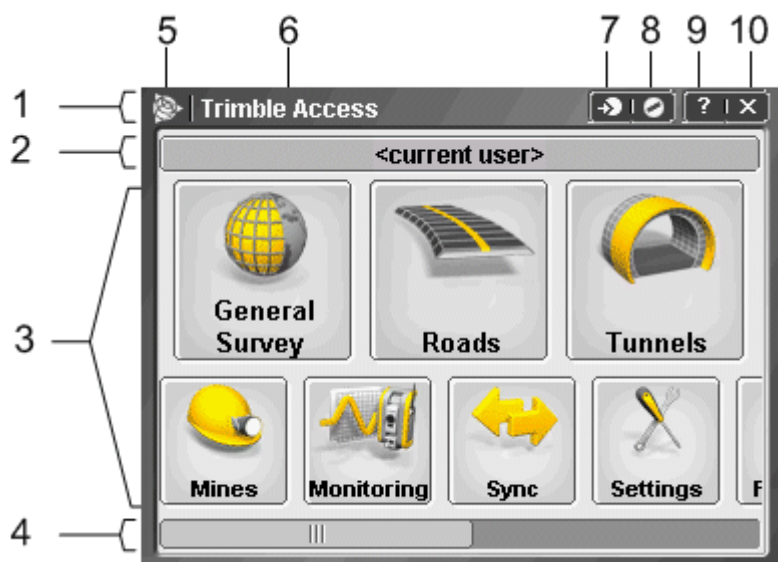 5 6 7 8 9 10
1 Trimble Access ? X
2 <current user>
3
General Survey Roads Tunnels
Mines Monitoring Sync Settings F
4